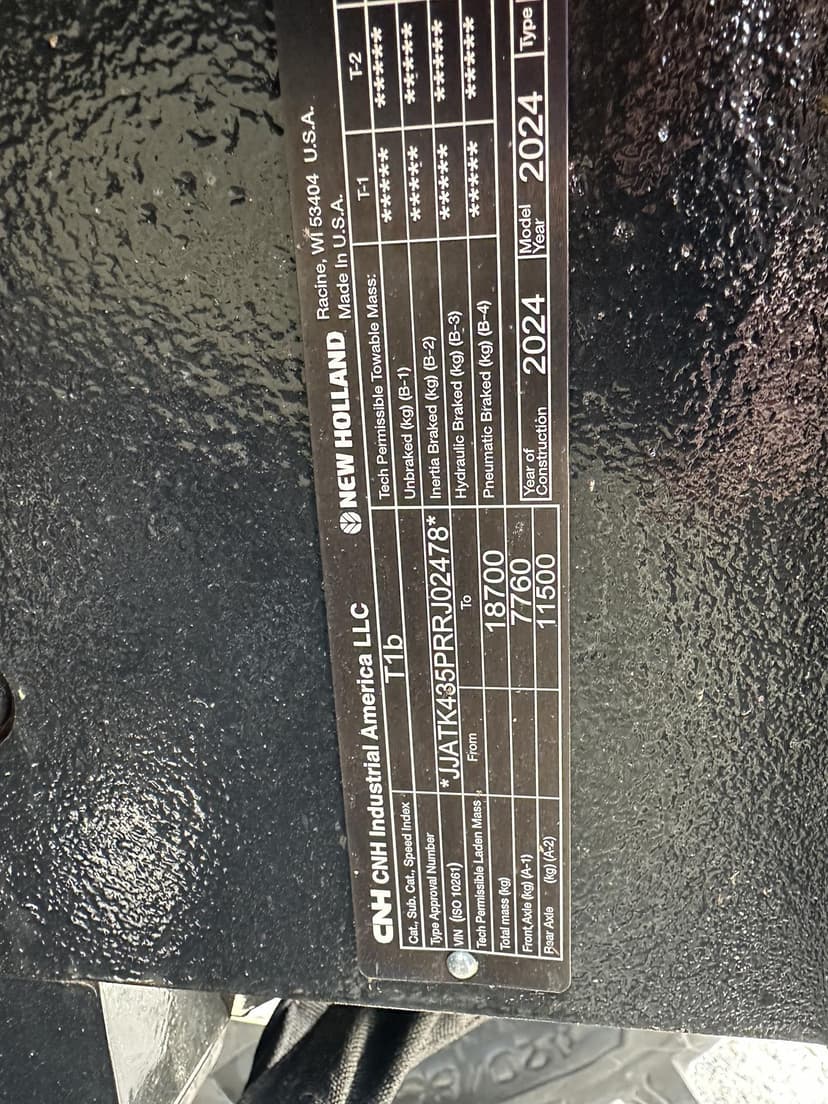 CNH CNH Industrial America LLC NEW HOLLAND Racine, WI 53404 U.S.A.
Made In U.S.A.
Cat., Sub. Cat., Speed Index T1b
Type Approval Number
VIN (ISO 10261) *JJATK435PRRJ02478*
Tech Permissible Laden Mass From To
Total mass (kg) 18700
Front Axle (kg) (A-1) 7760
Rear Axle (kg) (A-2) 11500
Tech Permissible Towable Mass: T-1 T-2
Unbraked (kg) (B-1) ***** *****
Inertia Braked (kg) (B-2) ***** *****
Hydraulic Braked (kg) (B-3) ***** *****
Pneumatic Braked (kg) (B-4) ***** *****
Year of Construction 2024 Model Year 2024 Type